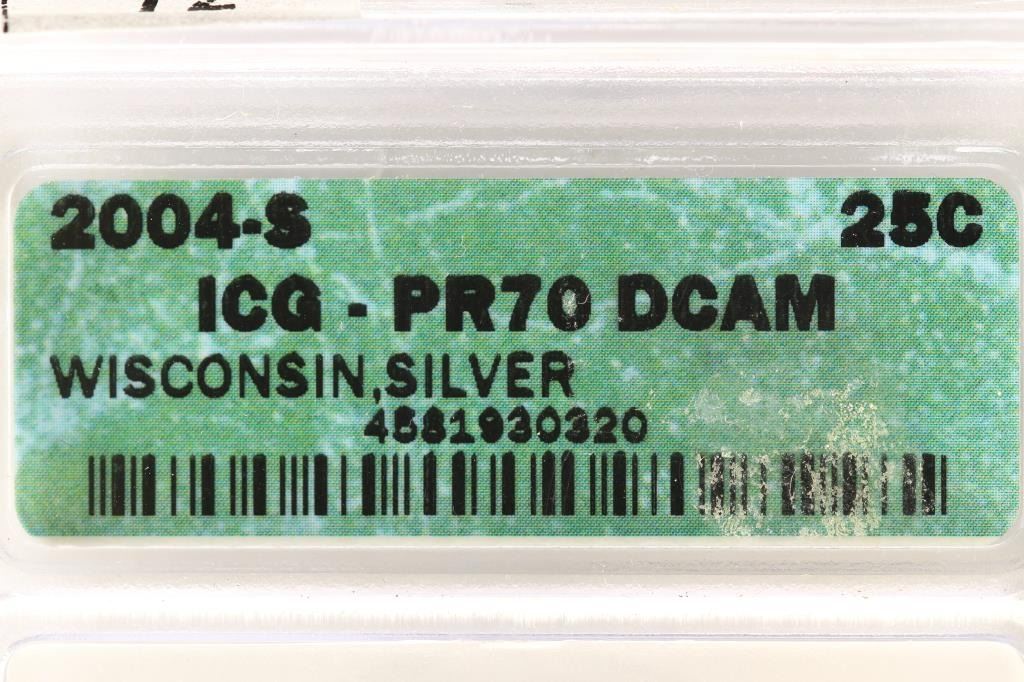 2004-S 25C
ICG - PR70 DCAM
WISCONSIN,SILVER
4581930320